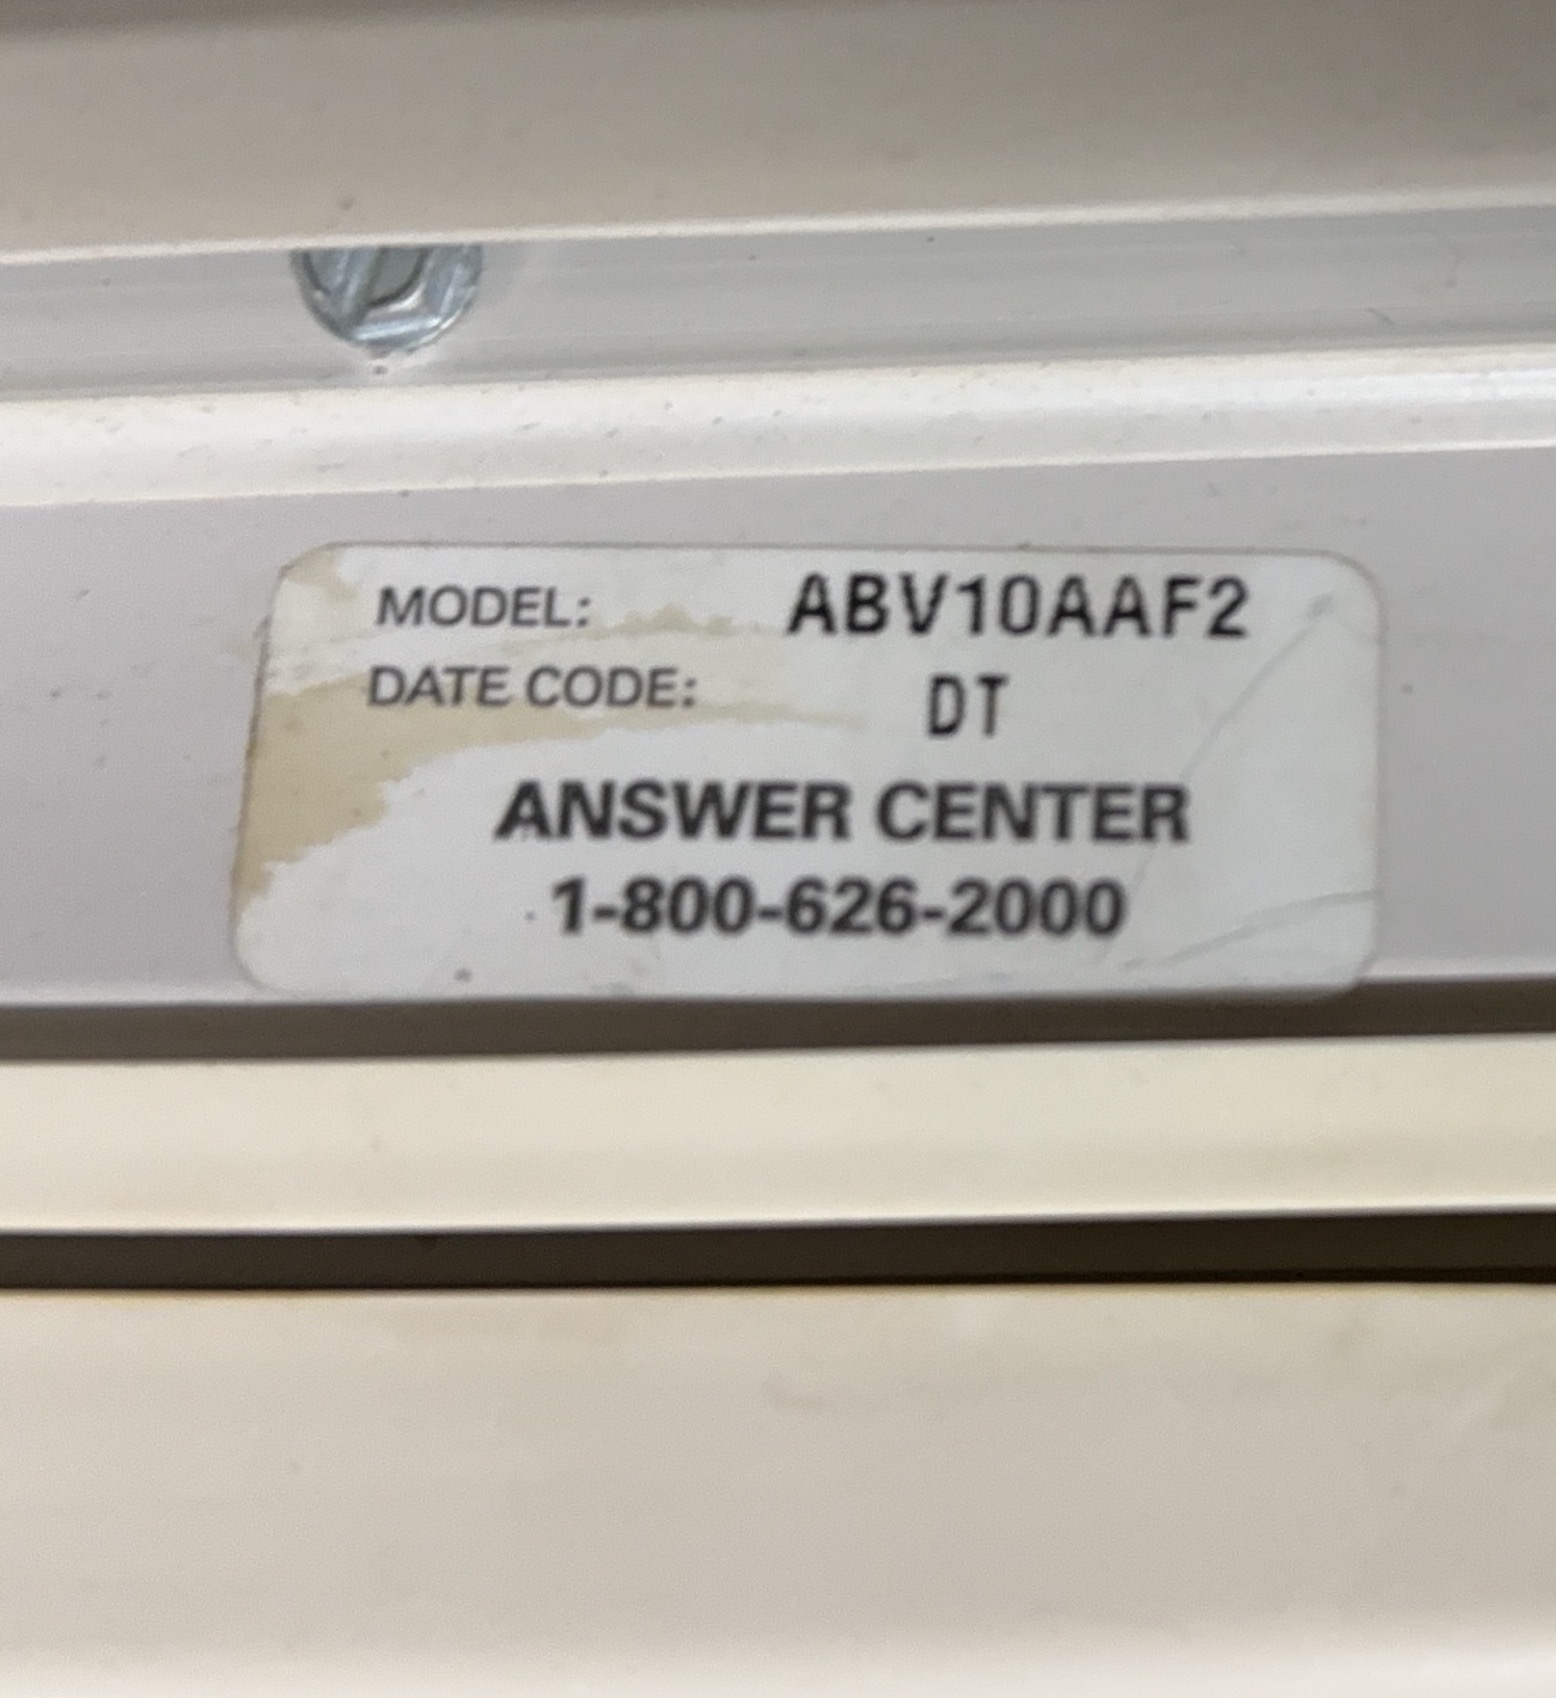 MODEL: ABV10AAF2
DATE CODE: DT
ANSWER CENTER
1-800-626-2000